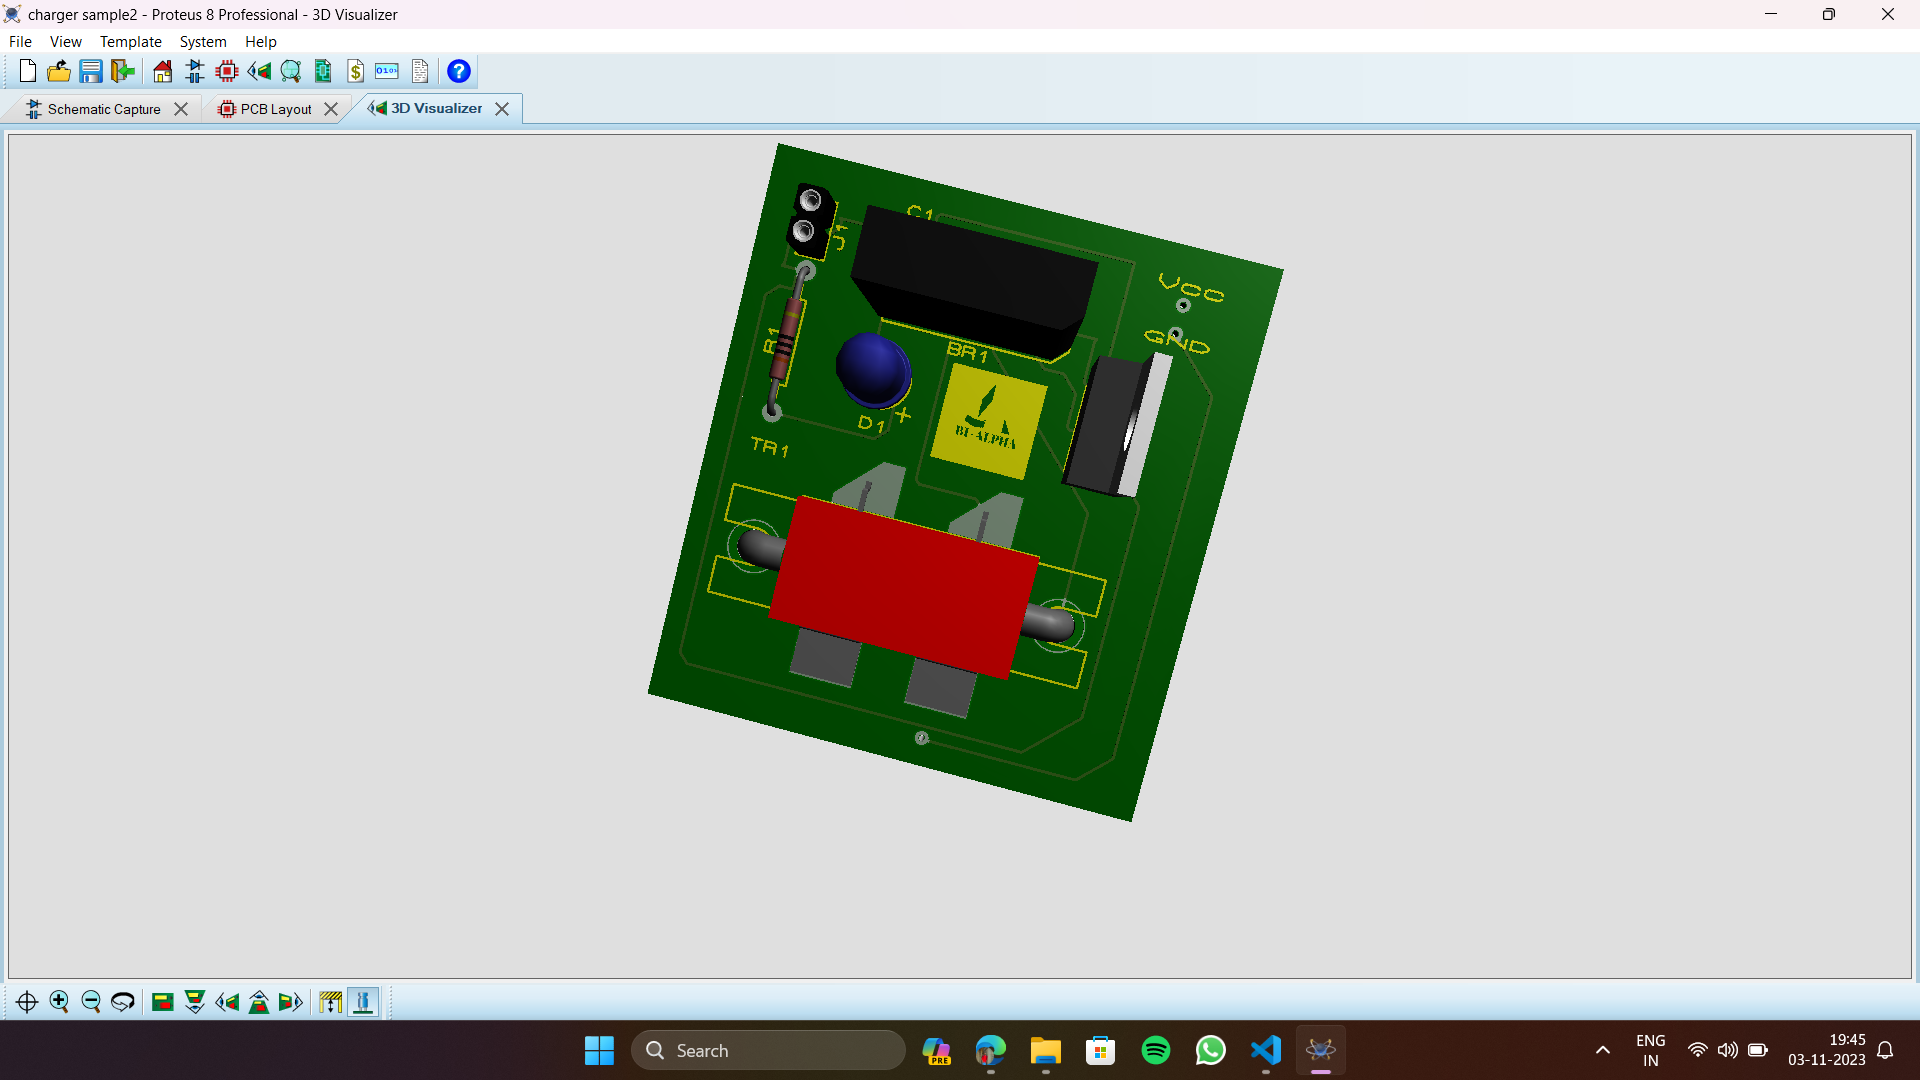 charger sample2 - Proteus 8 Professional - 3D Visualizer
File View Template System Help
Schematic Capture PCB Layout 3D Visualizer
C1
J1
VCC
GND
R1
BR1
D1 +
BI-ALPHA
TR1
Search
PRE
ENG
IN
19:45
03-11-2023